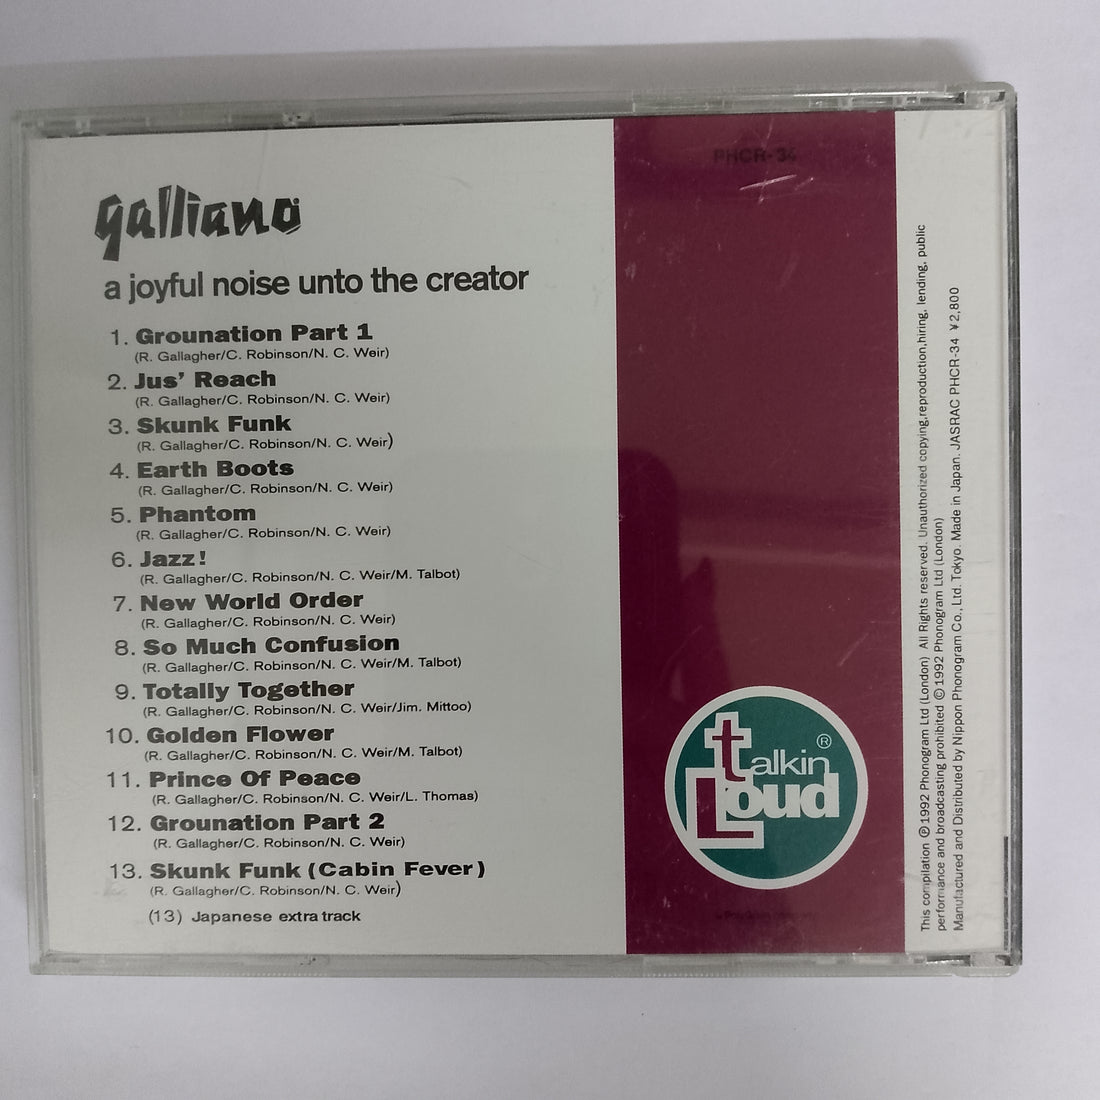 galliano
a joyful noise unto the creator
1. Grounation Part 1
(R. Gallagher/C. Robinson/N. C. Weir)
2. Jus' Reach
(R. Gallagher/C. Robinson/N. C. Weir)
3. Skunk Funk
(R. Gallagher/C. Robinson/N. C. Weir)
4. Earth Boots
(R. Gallagher/C. Robinson/N. C. Weir)
5. Phantom
(R. Gallagher/C. Robinson/N. C. Weir)
6. Jazz!
(R. Gallagher/C. Robinson/N. C. Weir/M. Talbot)
7. New World Order
(R. Gallagher/C. Robinson/N. C. Weir)
8. So Much Confusion
(R. Gallagher/C. Robinson/N. C. Weir/M. Talbot)
9. Totally Together
(R. Gallagher/C. Robinson/N. C. Weir/Jim. Mittoo)
10. Golden Flower
(R. Gallagher/C. Robinson/N. C. Weir/M. Talbot)
11. Prince Of Peace
(R. Gallagher/C. Robinson/N. C. Weir/L. Thomas)
12. Grounation Part 2
(R. Gallagher/C. Robinson/N. C. Weir)
13. Skunk Funk (Cabin Fever)
(R. Gallagher/C. Robinson/N. C. Weir)
(13) Japanese extra track
PHCR-34
talkin ®
Loud
a PolyGram company
This compilation ℗ 1992 Phonogram Ltd (London) All Rights reserved. Unauthorized copying,reproduction,hiring, lending, public
performance and broadcasting prohibited © 1992 Phonogram Ltd (London)
Manufactured and Distributed by Nippon Phonogram Co., Ltd. Tokyo. Made in Japan. JASRAC PHCR-34 ¥2,800